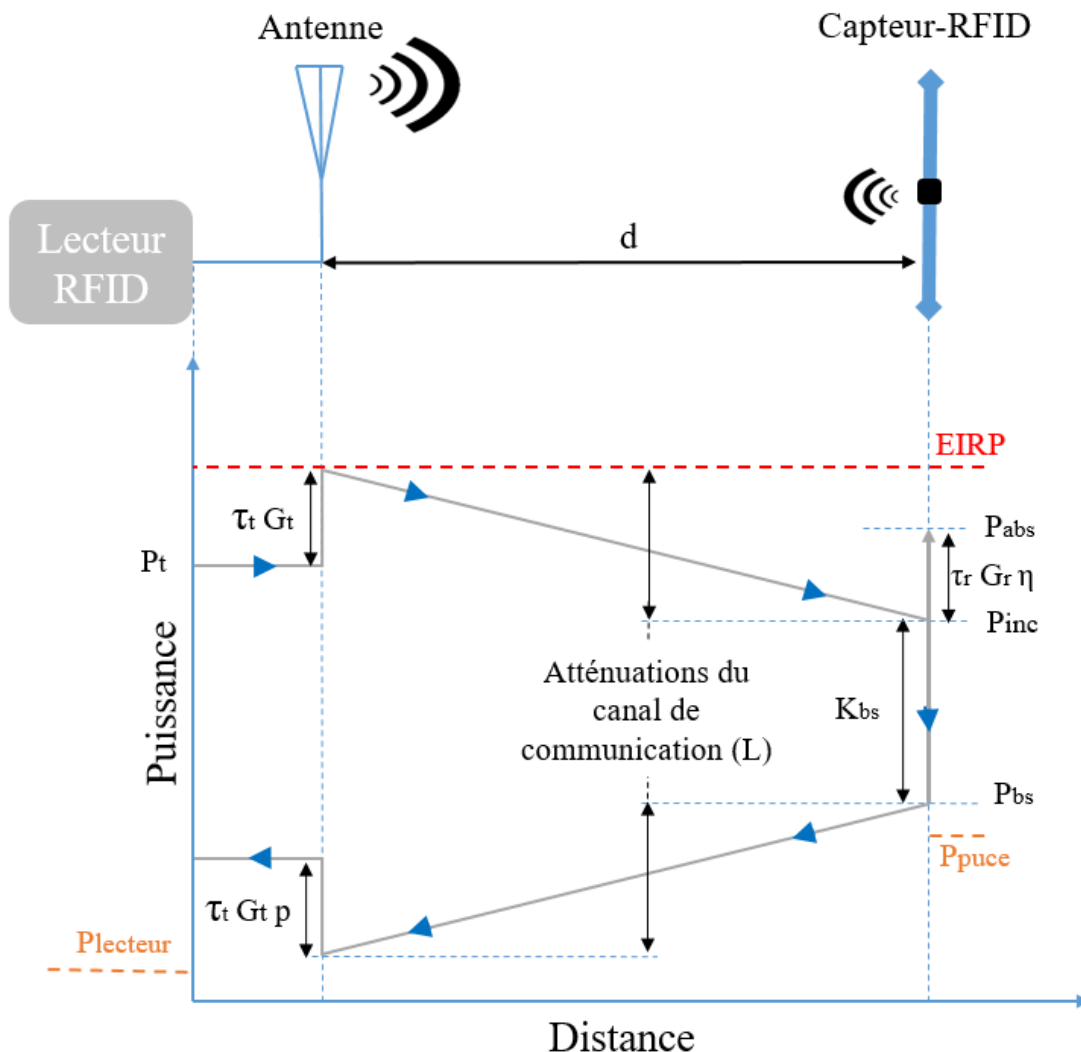 Antenne
Capteur-RFID
Lecteur
RFID
d
EIRP
τt Gt
Pabs
Pt
τr Gr η
Pinc
Atténuations du
canal de
communication (L)
Kbs
Puissance
Pbs
Ppuce
τt Gt p
Plecteur
Distance